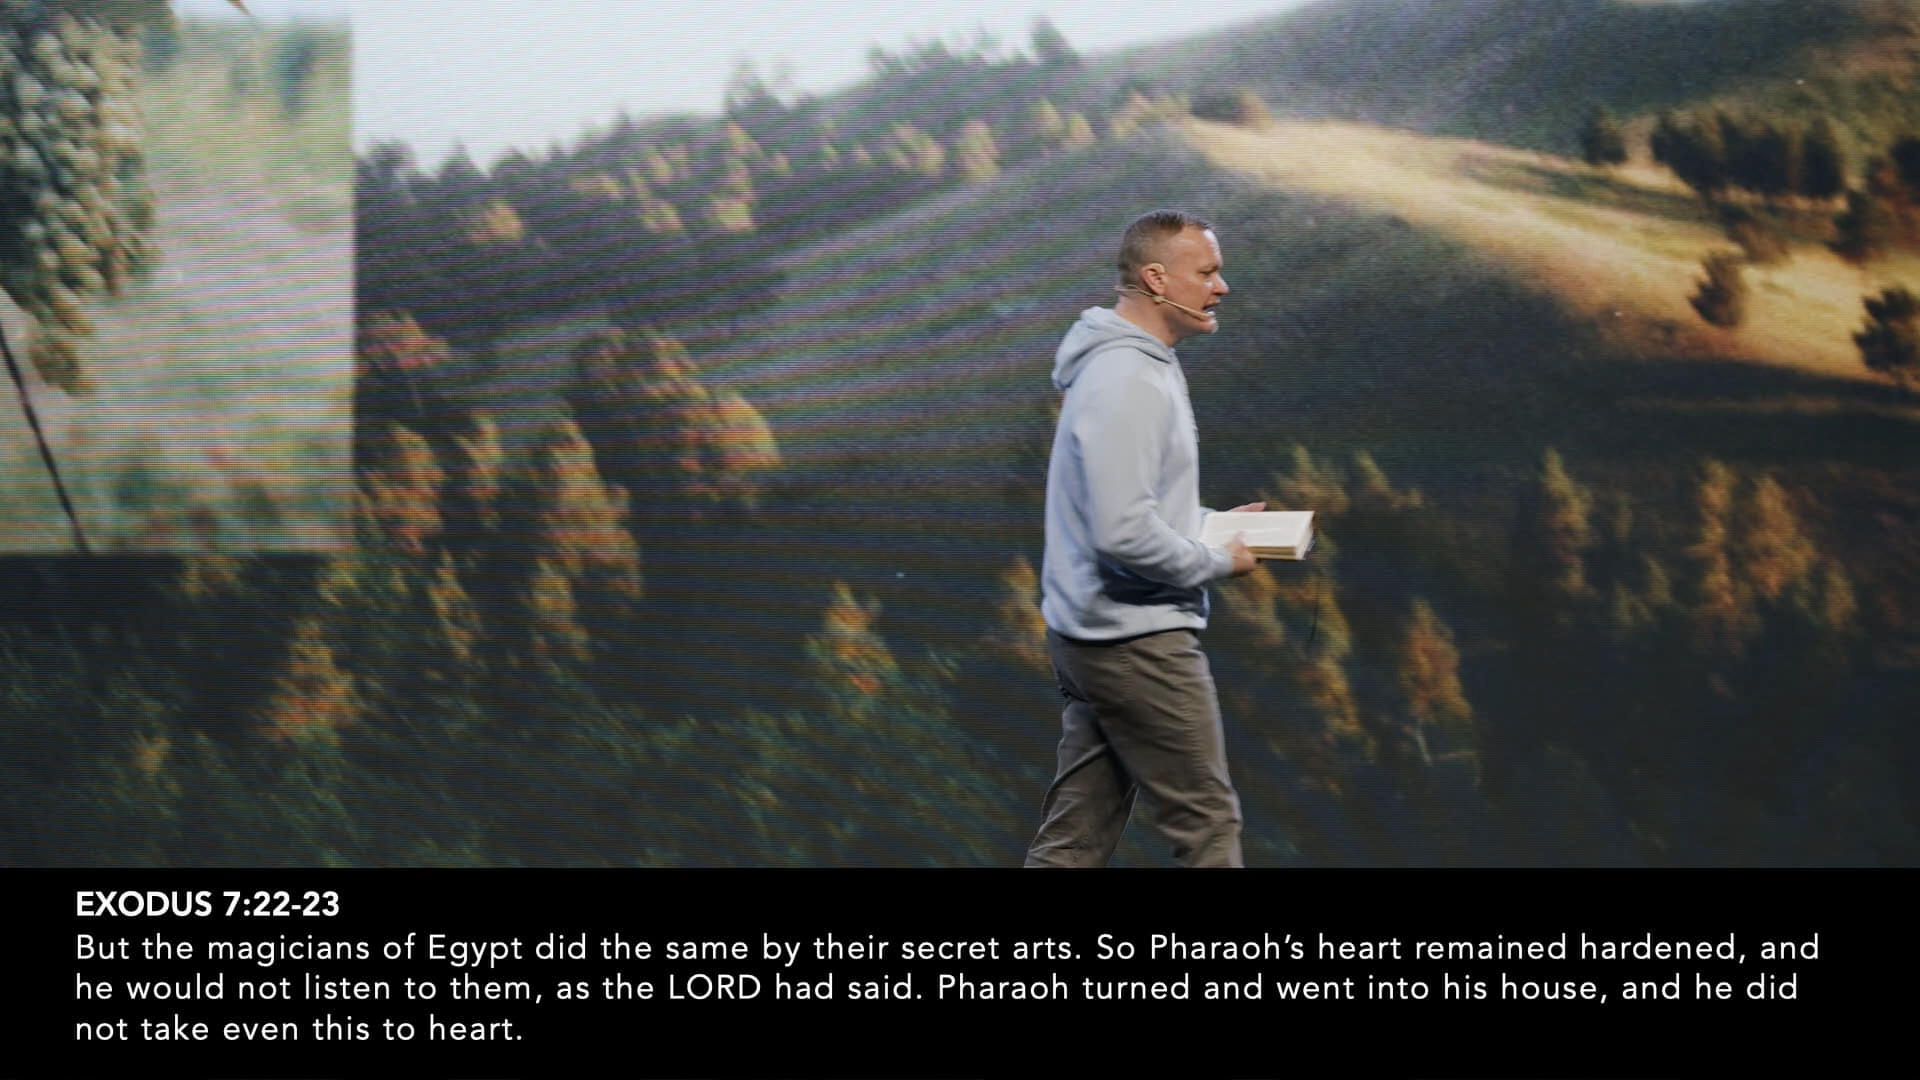 EXODUS 7:22-23
But the magicians of Egypt did the same by their secret arts. So Pharaoh’s heart remained hardened, and
he would not listen to them, as the LORD had said. Pharaoh turned and went into his house, and he did
not take even this to heart.